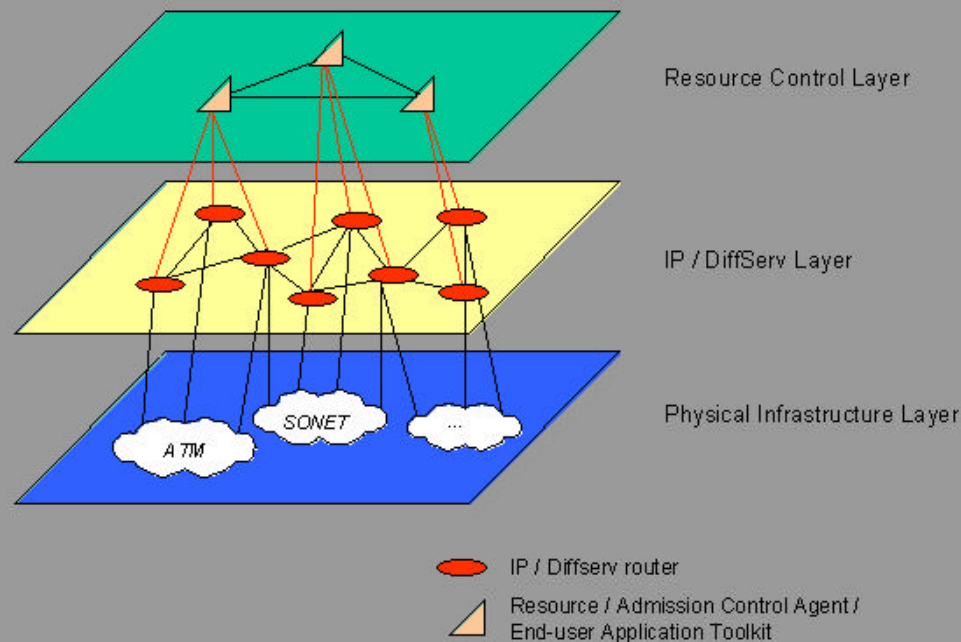 Resource Control Layer
IP / DiffServ Layer
Physical Infrastructure Layer
SONET
...
ATM
IP / Diffserv router
Resource / Admission Control Agent /
End-user Application Toolkit